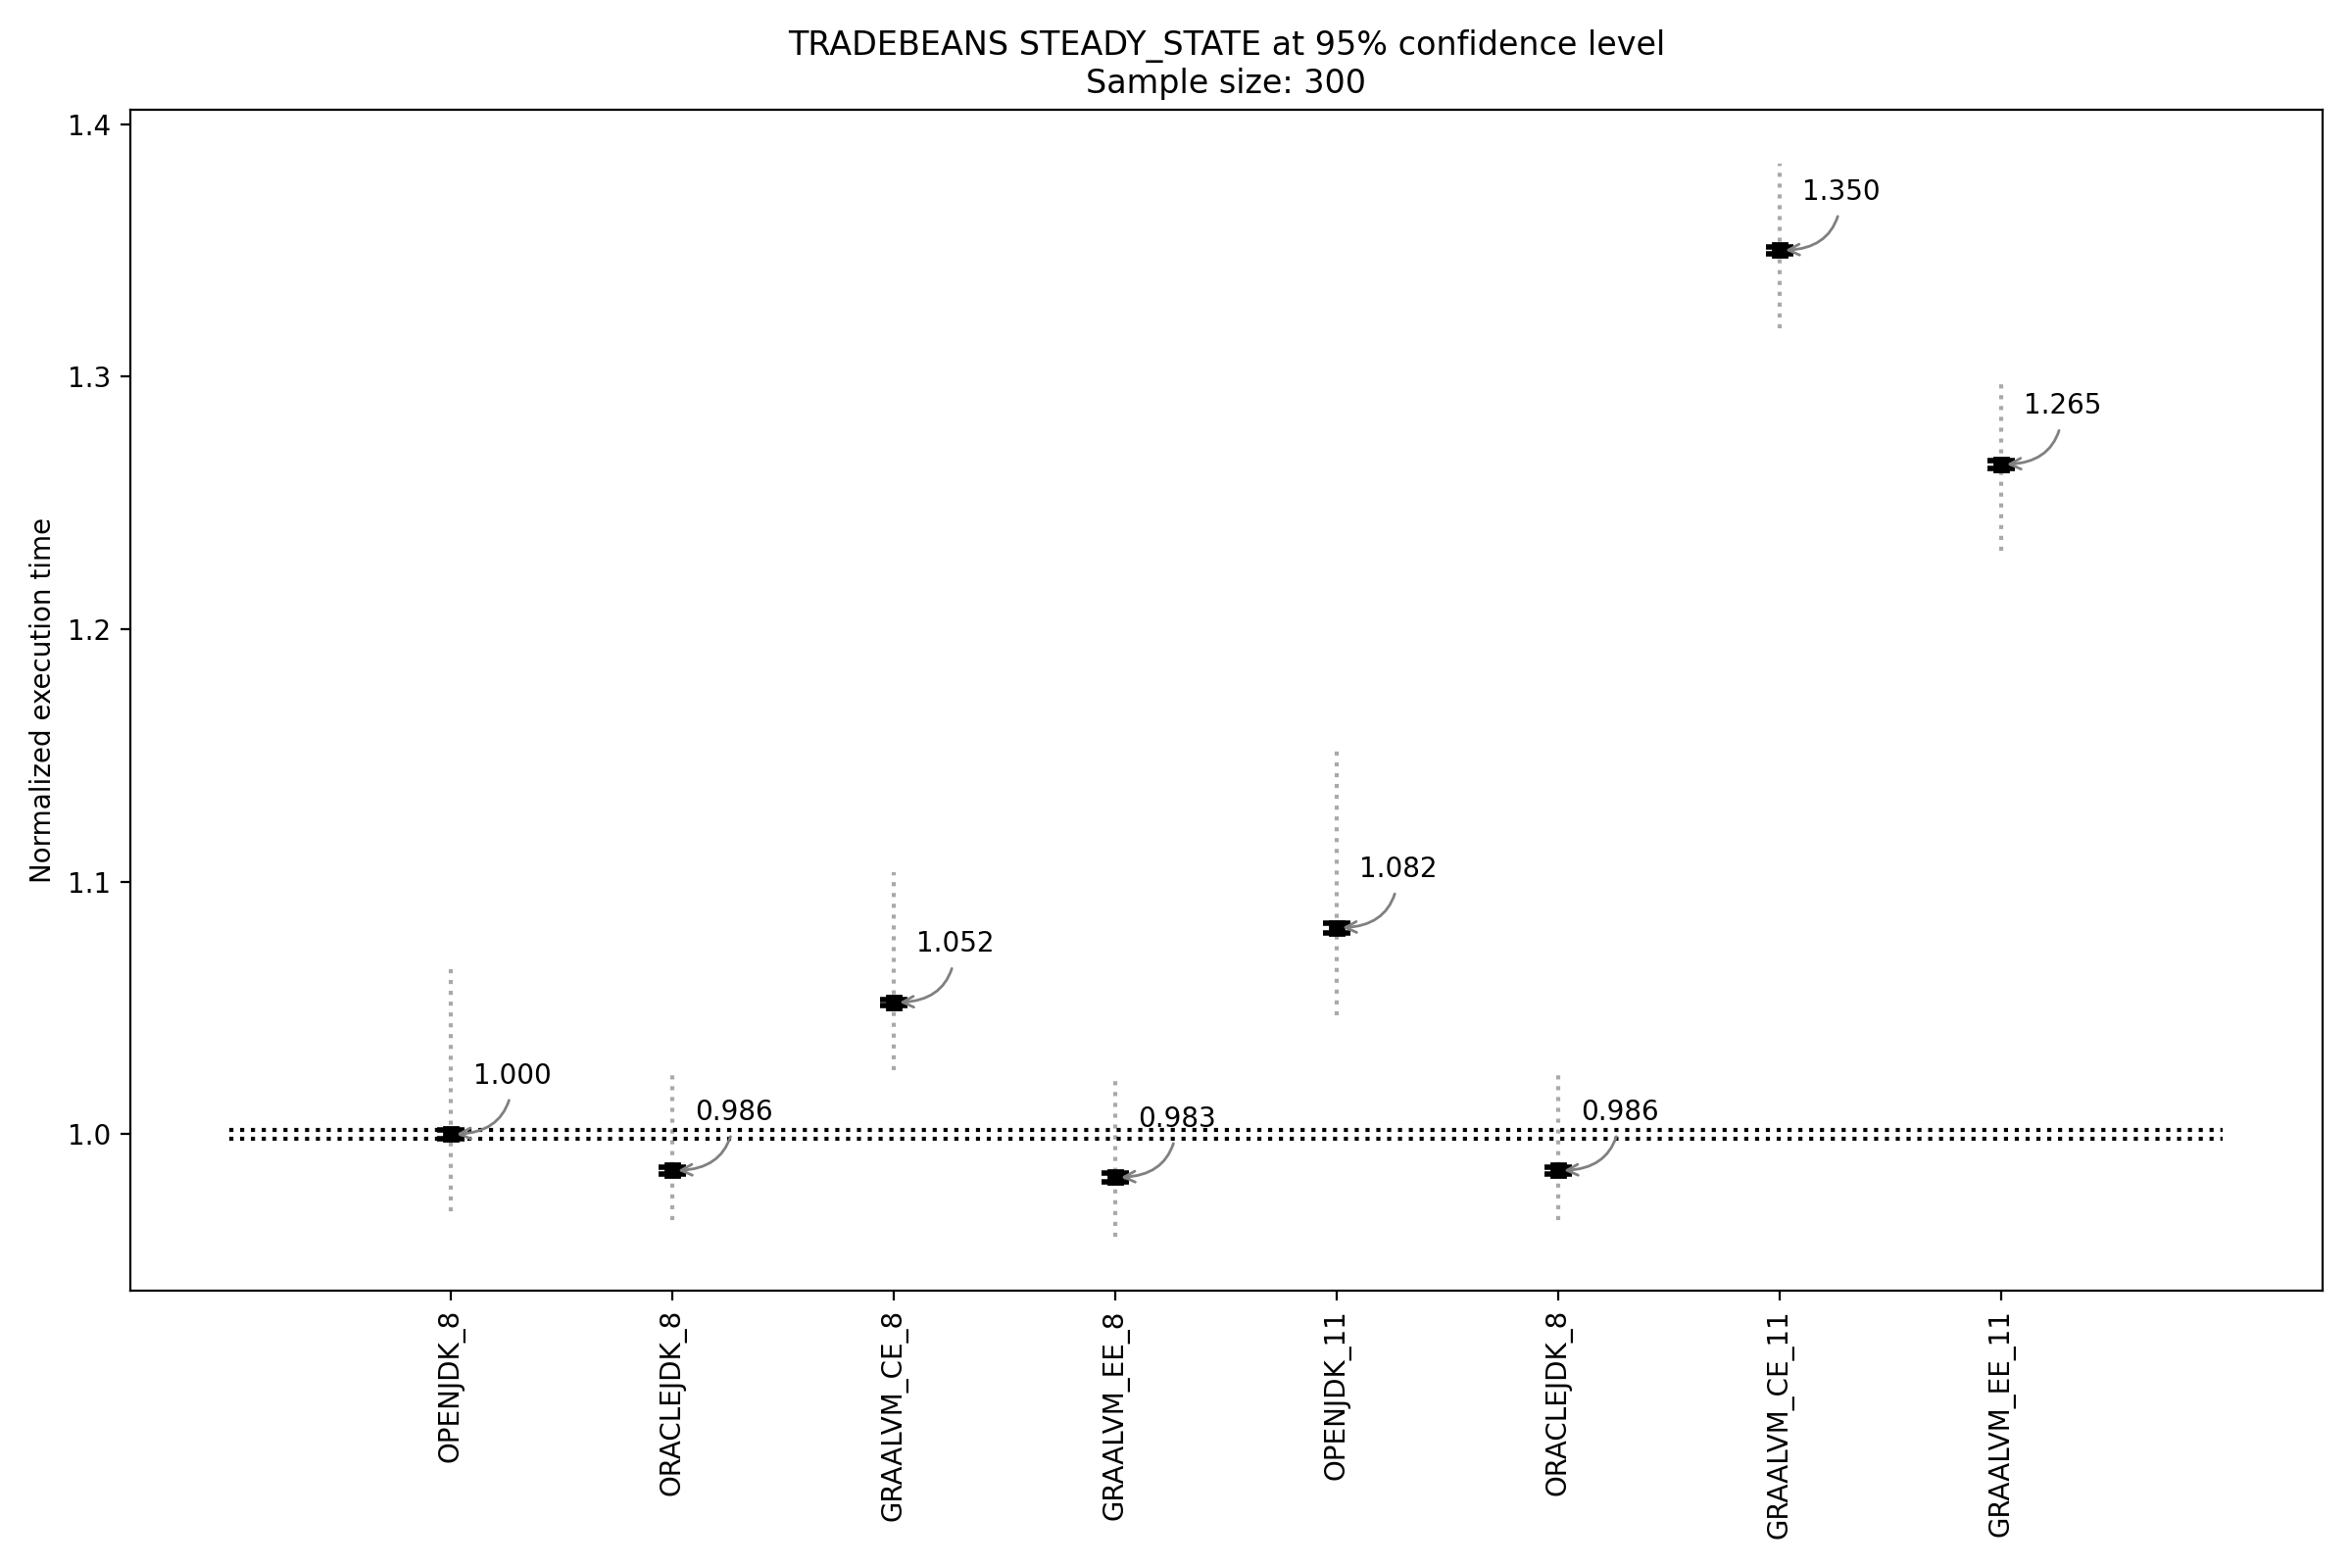 TRADEBEANS STEADY_STATE at 95% confidence level
Sample size: 300
Normalized execution time
1.4
1.3
1.2
1.1
1.0
1.000
0.986
1.052
0.983
1.082
0.986
1.350
1.265
OPENJDK_8
ORACLEJDK_8
GRAALVM_CE_8
GRAALVM_EE_8
OPENJDK_11
ORACLEJDK_8
GRAALVM_CE_11
GRAALVM_EE_11